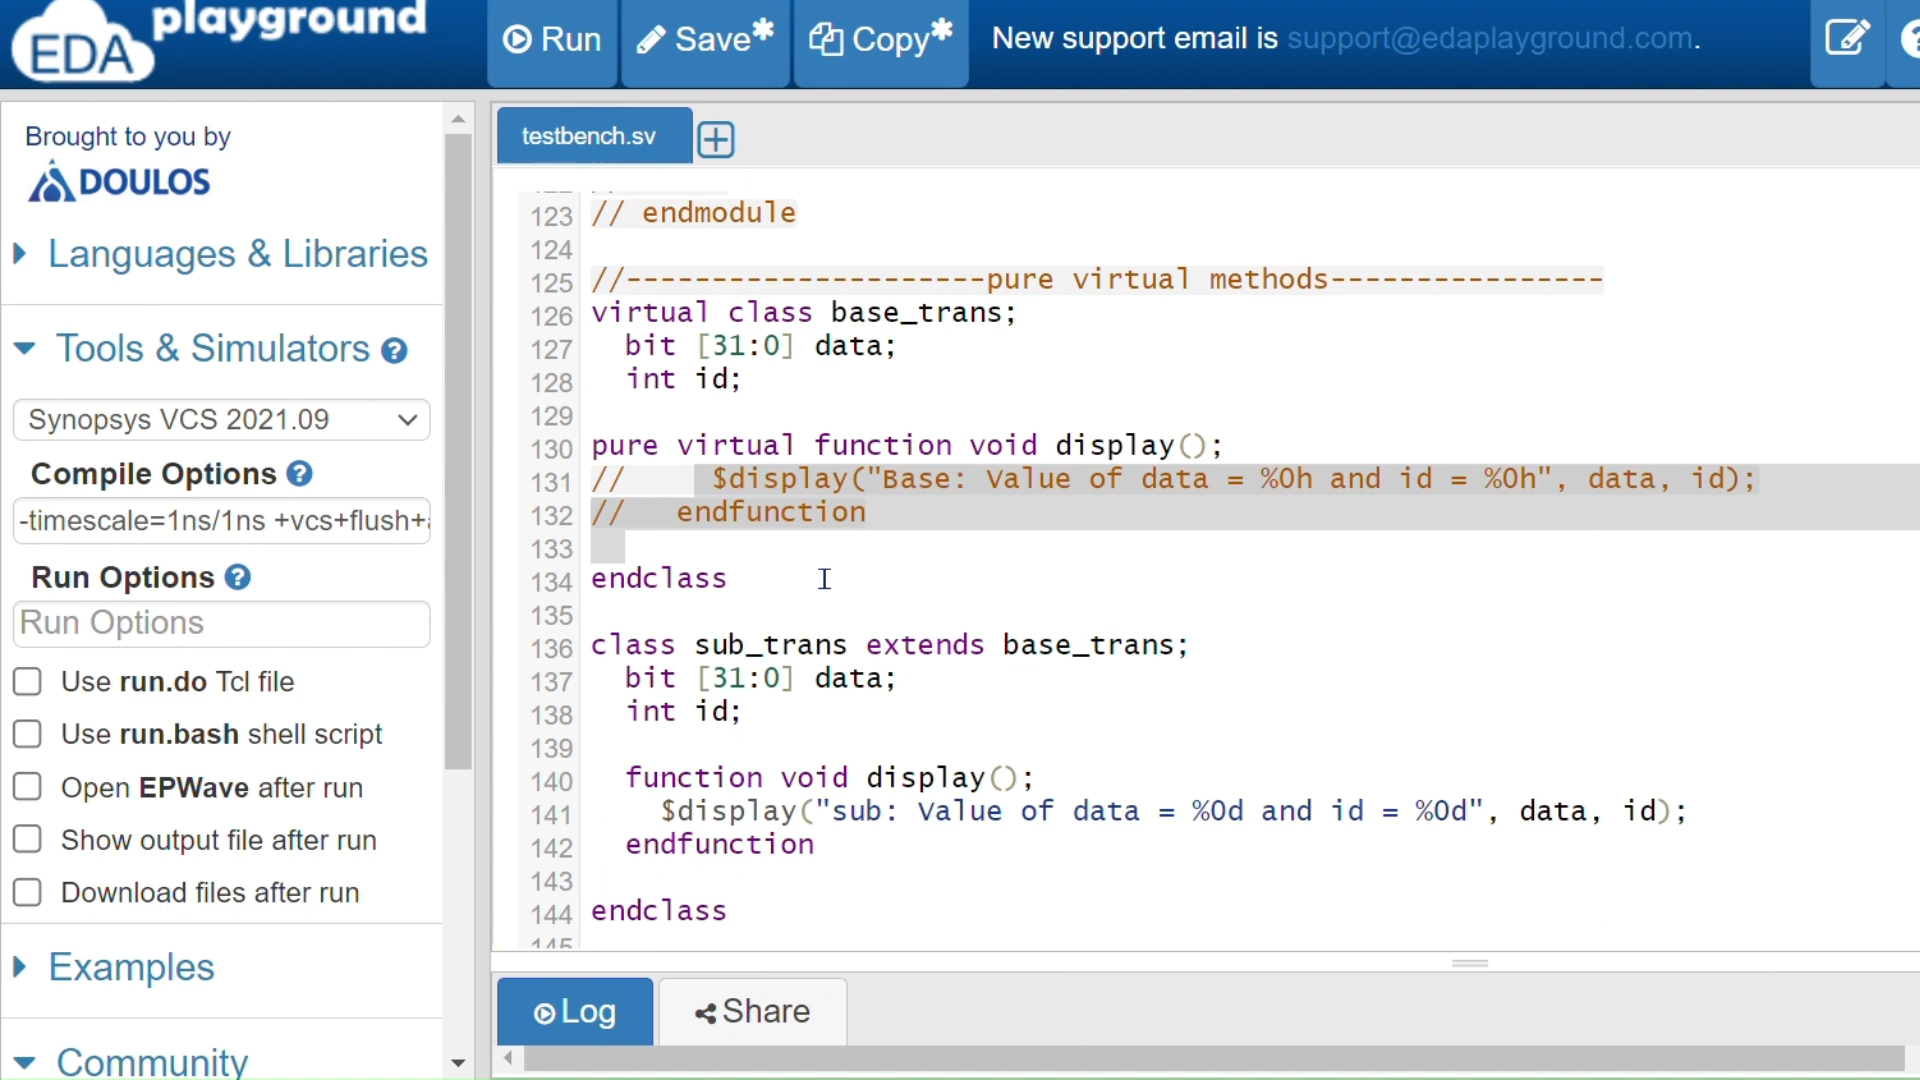 EDA playground
Run
Save*
Copy*
New support email is support@edaplayground.com.
Brought to you by
DOULOS
Languages & Libraries
Tools & Simulators
Synopsys VCS 2021.09
Compile Options
-timescale=1ns/1ns +vcs+flush+
Run Options
Run Options
Use run.do Tcl file
Use run.bash shell script
Open EPWave after run
Show output file after run
Download files after run
Examples
Community
testbench.sv
123 // endmodule
124
125 //---------------------pure virtual methods----------------
126 virtual class base_trans;
127   bit [31:0] data;
128   int id;
129
130 pure virtual function void display();
131 //     $display("Base: Value of data = %0h and id = %0h", data, id);
132 //   endfunction
133
134 endclass
135
136 class sub_trans extends base_trans;
137   bit [31:0] data;
138   int id;
139
140   function void display();
141     $display("sub: Value of data = %0d and id = %0d", data, id);
142   endfunction
143
144 endclass
145
Log
Share